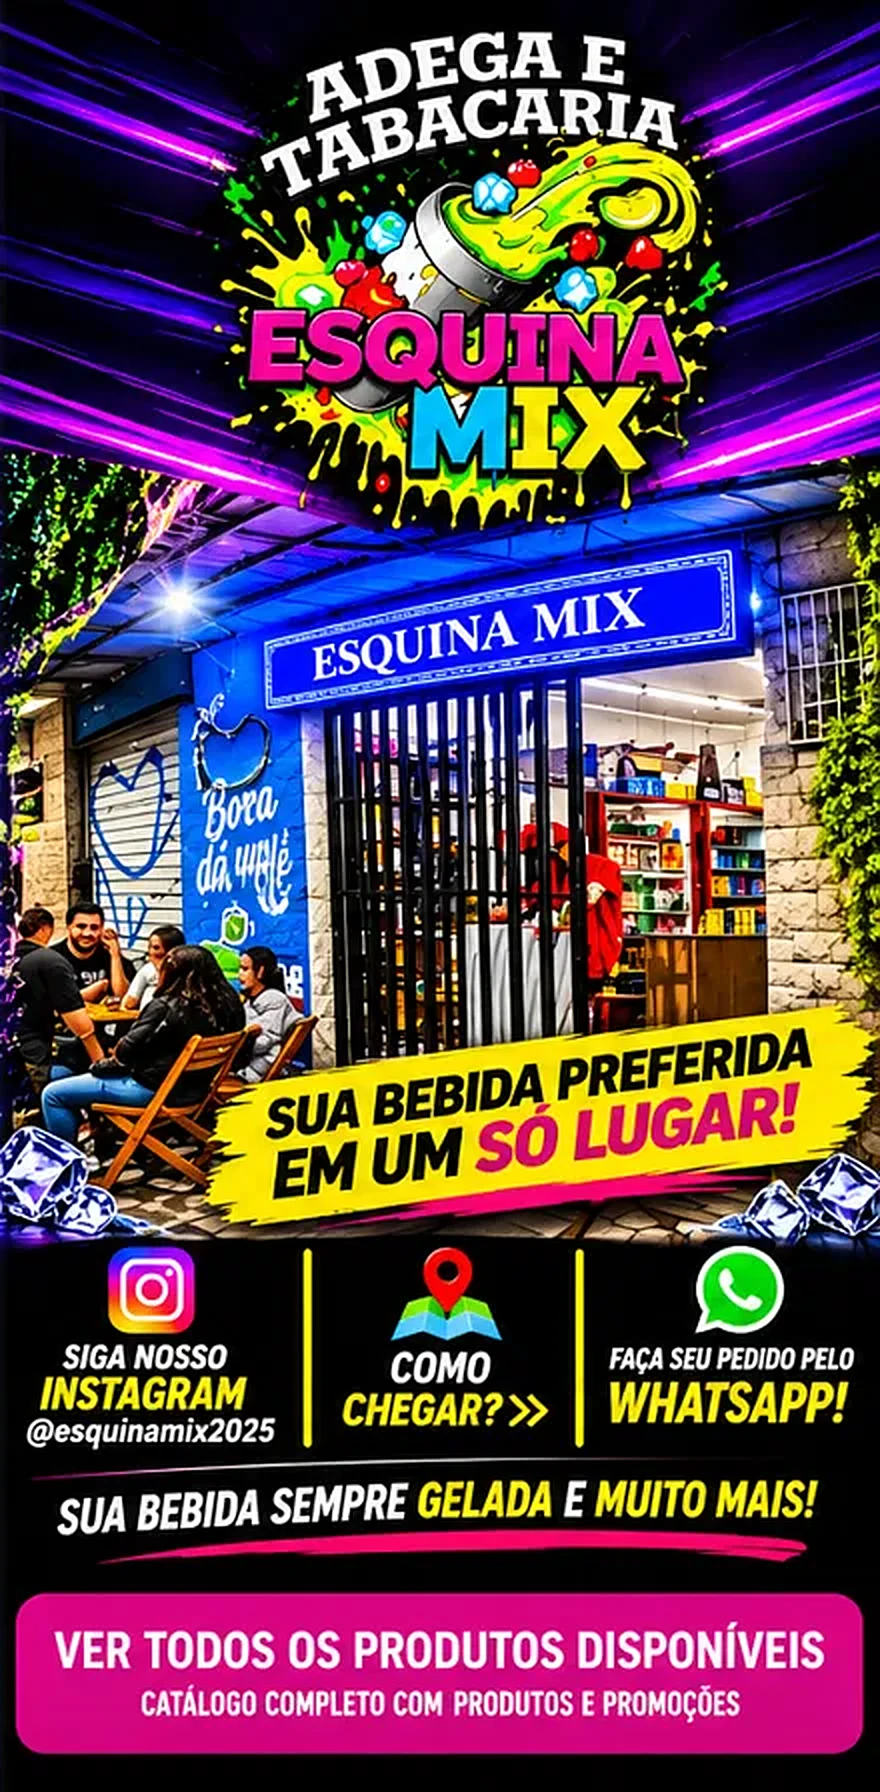 ADEGA E
TABACARIA
ESQUINA
MIX
ESQUINA MIX
Bora
dá um
SUA BEBIDA PREFERIDA
EM UM SÓ LUGAR!
SIGA NOSSO
INSTAGRAM
@esquinamix2025
COMO
CHEGAR? >>
FAÇA SEU PEDIDO PELO
WHATSAPP!
SUA BEBIDA SEMPRE GELADA E MUITO MAIS!
VER TODOS OS PRODUTOS DISPONÍVEIS
CATÁLOGO COMPLETO COM PRODUTOS E PROMOÇÕES